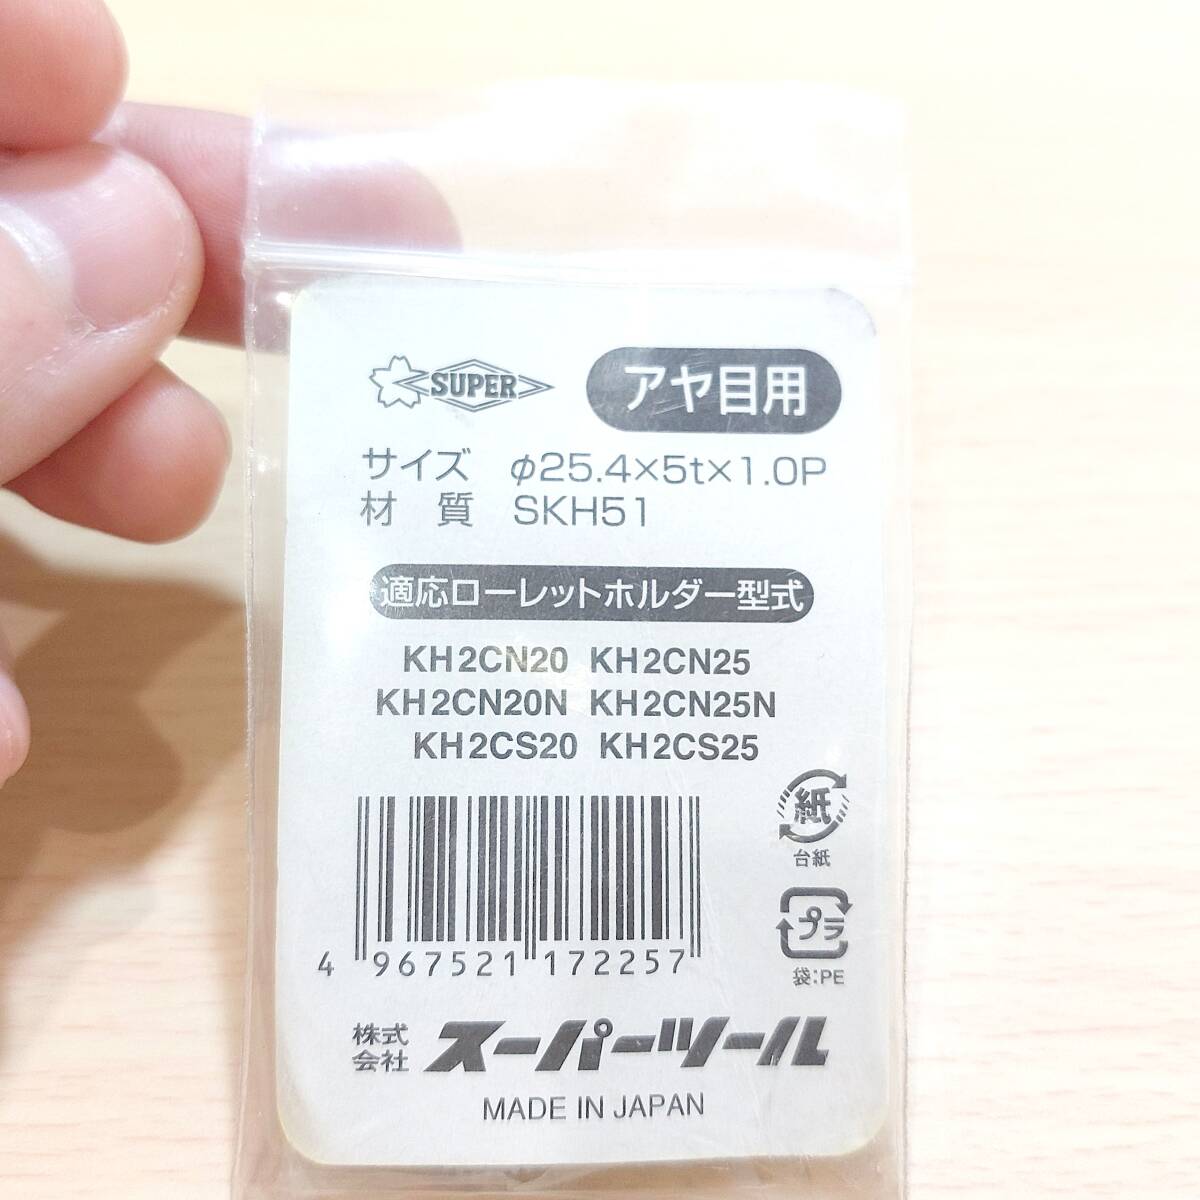 SUPER
アヤ目用
サイズ φ25.4×5t×1.0P
材 質 SKH51
適応ローレットホルダー型式
KH2CN20 KH2CN25
KH2CN20N KH2CN25N
KH2CS20 KH2CS25
紙
台紙
プラ
袋:PE
4 967521 172257
株式会社 スーパーツール
MADE IN JAPAN